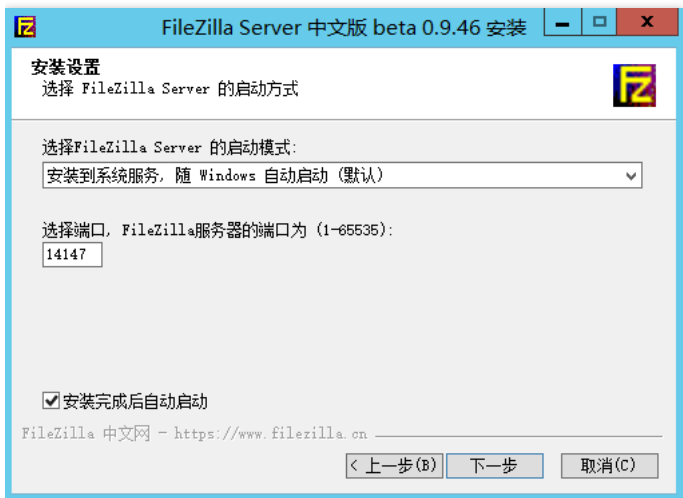 FileZilla Server 中文版 beta 0.9.46 安装
安装设置
选择 FileZilla Server 的启动方式
选择FileZilla Server 的启动模式:
安装到系统服务, 随 Windows 自动启动 (默认)
选择端口, FileZilla服务器的端口为 (1-65535):
14147
安装完成后自动启动
FileZilla 中文网 - https://www.filezilla.cn
< 上一步(B)
下一步
取消(C)